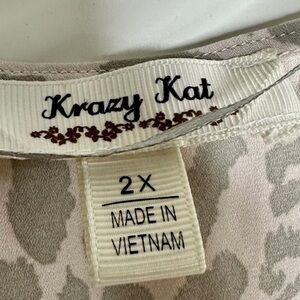 Krazy Kat
2X
MADE IN
VIETNAM